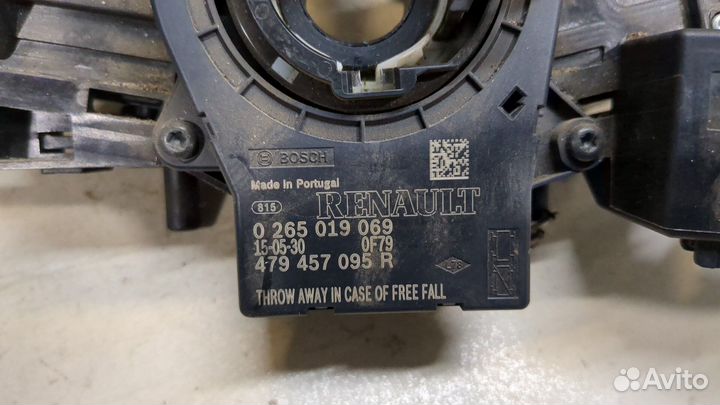 BOSCH
Made in Portugal
815
RENAULT
0 265 019 069
15-05-30 0F79
479 457 095 R
THROW AWAY IN CASE OF FREE FALL
Avito